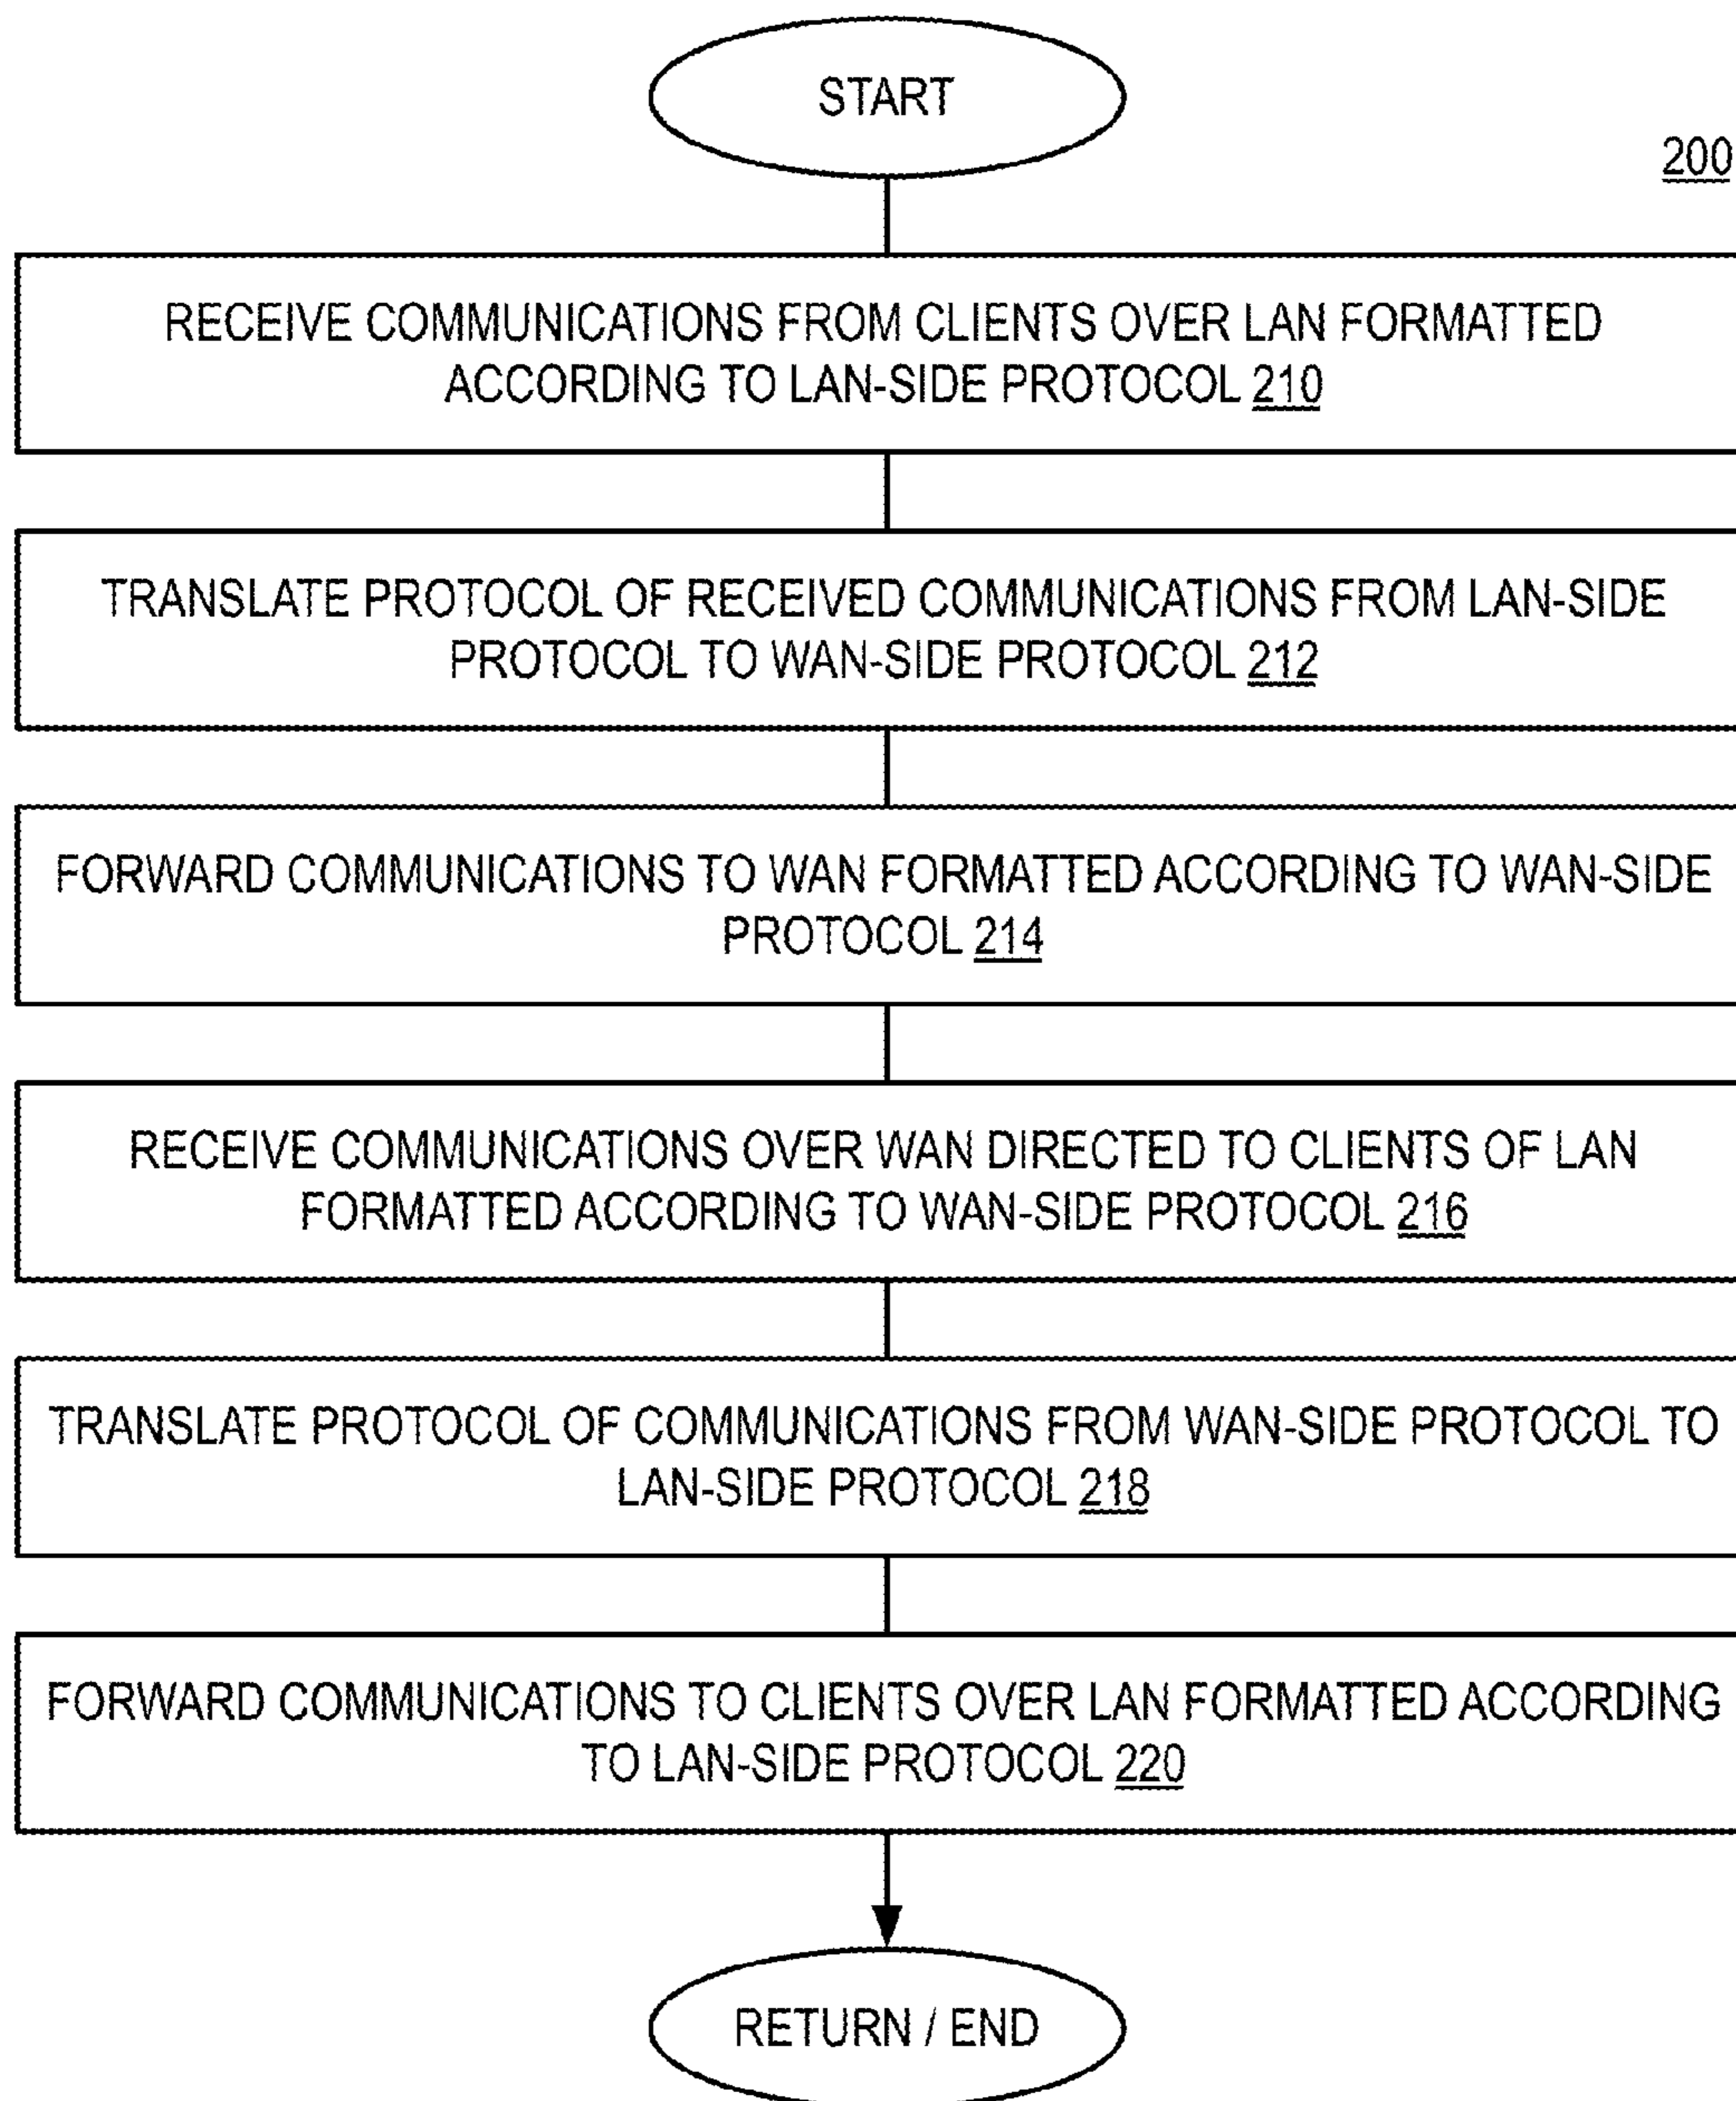 START
200
RECEIVE COMMUNICATIONS FROM CLIENTS OVER LAN FORMATTED
ACCORDING TO LAN-SIDE PROTOCOL 210
TRANSLATE PROTOCOL OF RECEIVED COMMUNICATIONS FROM LAN-SIDE
PROTOCOL TO WAN-SIDE PROTOCOL 212
FORWARD COMMUNICATIONS TO WAN FORMATTED ACCORDING TO WAN-SIDE
PROTOCOL 214
RECEIVE COMMUNICATIONS OVER WAN DIRECTED TO CLIENTS OF LAN
FORMATTED ACCORDING TO WAN-SIDE PROTOCOL 216
TRANSLATE PROTOCOL OF COMMUNICATIONS FROM WAN-SIDE PROTOCOL TO
LAN-SIDE PROTOCOL 218
FORWARD COMMUNICATIONS TO CLIENTS OVER LAN FORMATTED ACCORDING
TO LAN-SIDE PROTOCOL 220
RETURN / END